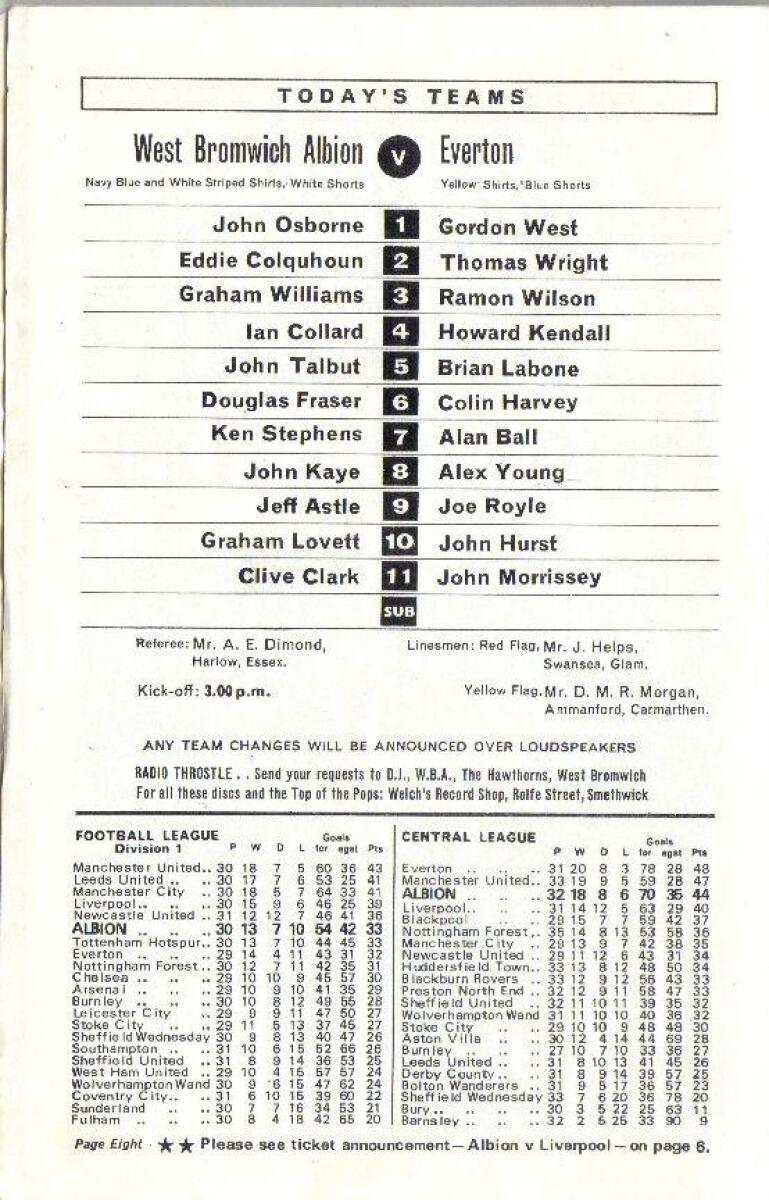 TODAY'S TEAMS
West Bromwich Albion v Everton
Navy Blue and White Striped Shirts, White Shorts Yellow Shirts, Blue Shorts
John Osborne 1 Gordon West
Eddie Colquhoun 2 Thomas Wright
Graham Williams 3 Ramon Wilson
Ian Collard 4 Howard Kendall
John Talbut 5 Brian Labone
Douglas Fraser 6 Colin Harvey
Ken Stephens 7 Alan Ball
John Kaye 8 Alex Young
Jeff Astle 9 Joe Royle
Graham Lovett 10 John Hurst
Clive Clark 11 John Morrissey
SUB
Referee: Mr. A. E. Dimond, Linesmen: Red Flag, Mr. J. Helps,
Harlow, Essex. Swansea, Glam.
Kick-off: 3.00 p.m. Yellow Flag, Mr. D. M. R. Morgan,
Ammanford, Carmarthen.
ANY TEAM CHANGES WILL BE ANNOUNCED OVER LOUDSPEAKERS
RADIO THROSTLE . . Send your requests to D.J., W.B.A., The Hawthorns, West Bromwich
For all these discs and the Top of the Pops: Welch's Record Shop, Rolfe Street, Smethwick
FOOTBALL LEAGUE
Division 1
Goals
P W D L for agst Pts
Manchester United.. 30 18 7 5 60 36 43
Leeds United .. .. 30 17 7 6 53 25 41
Manchester City .. 30 18 5 7 64 33 41
Liverpool.. .. .. 30 15 9 6 46 25 39
Newcastle United .. 31 12 12 7 46 41 36
ALBION .. .. .. 30 13 7 10 54 42 33
Tottenham Hotspur.. 30 13 7 10 44 45 33
Everton .. .. .. 29 14 4 11 43 31 32
Nottingham Forest.. 30 12 7 11 42 35 31
Chelsea .. .. .. 29 10 10 9 45 57 30
Arsenal .. .. .. 29 10 9 10 41 35 29
Burnley .. .. .. 30 10 8 12 49 55 28
Leicester City .. 29 9 9 11 47 50 27
Stoke City .. .. 29 11 5 13 37 45 27
Sheffield Wednesday 30 9 8 13 40 47 26
Southampton .. .. 31 10 6 15 52 66 26
Sheffield United .. 31 8 9 14 36 53 25
West Ham United .. 29 10 4 15 57 57 24
Wolverhampton Wand 30 9 6 15 47 62 24
Coventry City.. .. 31 6 10 15 39 60 22
Sunderland .. .. 30 7 7 16 34 53 21
Fulham .. .. .. 30 8 4 18 42 65 20
CENTRAL LEAGUE
Goals
P W D L for agst Pts
Everton .. .. .. 31 20 8 3 78 28 48
Manchester United.. 33 19 9 5 59 28 47
ALBION .. .. .. 32 18 8 6 70 35 44
Liverpool.. .. .. 31 14 12 5 63 29 40
Blackpool .. .. 29 15 7 7 59 42 37
Nottingham Forest.. 35 14 8 13 53 58 36
Manchester City .. 29 13 9 7 42 38 35
Newcastle United .. 29 11 12 6 43 31 34
Huddersfield Town.. 33 13 8 12 48 50 34
Blackburn Rovers .. 33 12 9 12 56 43 33
Preston North End .. 32 12 9 11 58 47 33
Sheffield United .. 32 11 10 11 39 35 32
Wolverhampton Wand 31 11 10 10 40 36 32
Stoke City .. .. 29 10 10 9 48 48 30
Aston Villa .. .. 30 12 4 14 44 69 28
Burnley .. .. .. 27 10 7 10 33 36 27
Leeds United .. .. 31 8 10 13 41 45 26
Derby County.. .. 31 8 9 14 39 57 25
Bolton Wanderers .. 31 9 5 17 36 57 23
Sheffield Wednesday 33 7 6 20 36 78 20
Bury.. .. .. .. 30 3 5 22 25 63 11
Barnsley .. .. .. 32 2 5 25 33 90 9
Page Eight ★★ Please see ticket announcement—Albion v Liverpool—on page 6.